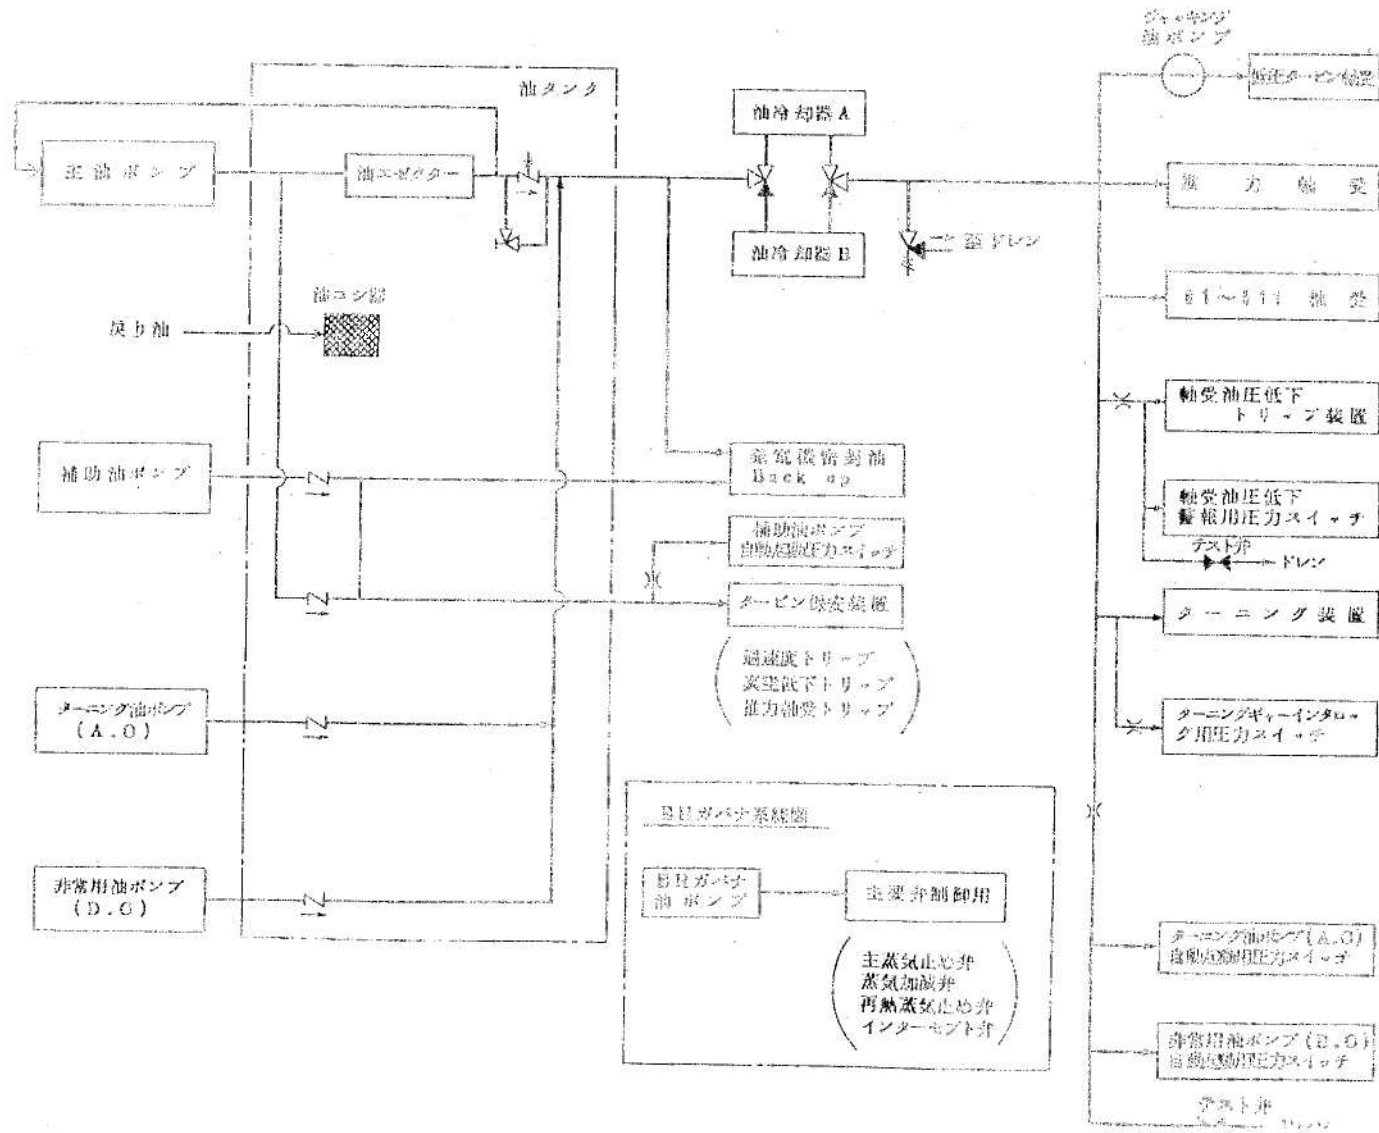 ジャッキング
油ポンプ
油タンク
低圧タービン軸受
油冷却器A
主油ポンプ
油エゼクター
推力軸受
油冷却器B
ドレン
油コシ器
軸受
戻り油
軸受油圧低下
トリップ装置
補助油ポンプ
発電機密封油
Back up
軸受油圧低下
警報用圧力スイッチ
補助油ポンプ
自動起動圧力スイッチ
テスト弁
ドレン
タービン保安装置
ターニング装置
過速度トリップ
真空低下トリップ
推力軸受トリップ
ターニング油ポンプ
(A.C)
ターニングギャーインタロッ
ク用圧力スイッチ
EHガバナ系統図
非常用油ポンプ
(D.C)
EHガバナ
油ポンプ
主要弁制御用
主蒸気止め弁
蒸気加減弁
再熱蒸気止め弁
インターセプト弁
ターニング油ポンプ(A.C)
自動起動用圧力スイッチ
非常用油ポンプ(D.C)
自動起動用圧力スイッチ
テスト弁
ドレン